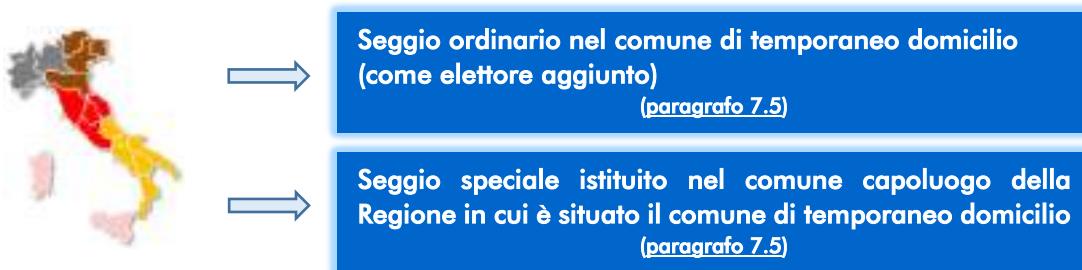 Seggio ordinario nel comune di temporaneo domicilio
(come elettore aggiunto)
(paragrafo 7.5)
Seggio speciale istituito nel comune capoluogo della
Regione in cui è situato il comune di temporaneo domicilio
(paragrafo 7.5)